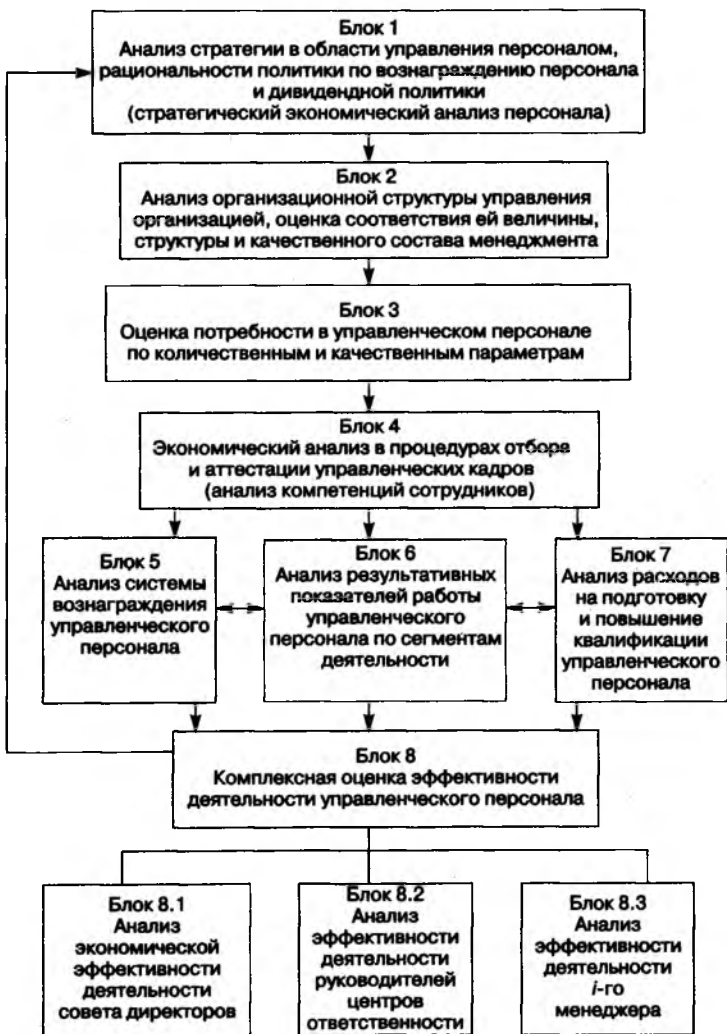 Блок 1
Анализ стратегии в области управления персоналом,
рациональности политики по вознаграждению персонала
и дивидендной политики
(стратегический экономический анализ персонала)
Блок 2
Анализ организационной структуры управления
организацией, оценка соответствия ей величины,
структуры и качественного состава менеджмента
Блок 3
Оценка потребности в управленческом персонале
по количественным и качественным параметрам
Блок 4
Экономический анализ в процедурах отбора
и аттестации управленческих кадров
(анализ компетенций сотрудников)
Блок 5
Анализ системы
вознаграждения
управленческого
персонала
Блок 6
Анализ результативных
показателей работы
управленческого
персонала по сегментам
деятельности
Блок 7
Анализ расходов
на подготовку
и повышение
квалификации
управленческого
персонала
Блок 8
Комплексная оценка эффективности
деятельности управленческого персонала
Блок 8.1
Анализ
экономической
эффективности
деятельности
совета директоров
Блок 8.2
Анализ
эффективности
деятельности
руководителей
центров
ответственности
Блок 8.3
Анализ
эффективности
деятельности
i-го
менеджера